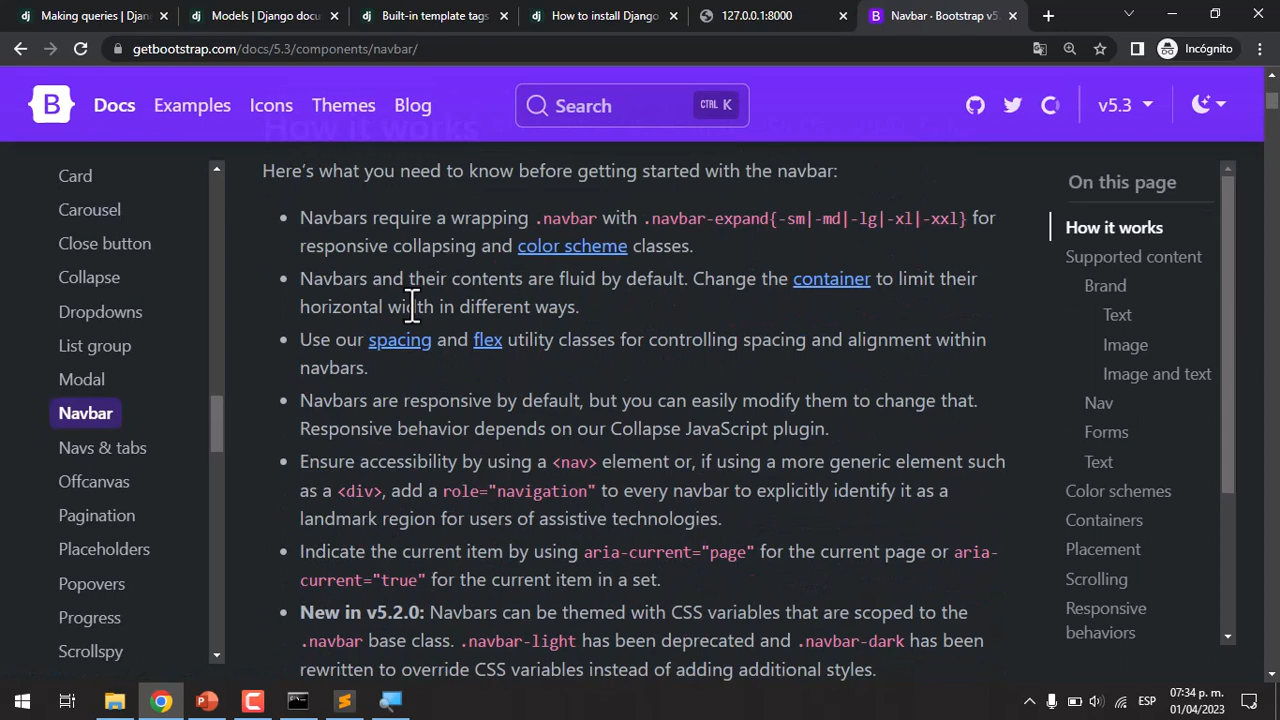 Making queries | Djan
Models | Django docu
Built-in template tags
How to install Django
127.0.0.1:8000
Navbar · Bootstrap v5
getbootstrap.com/docs/5.3/components/navbar/
Incógnito
B
Docs
Examples
Icons
Themes
Blog
Search
CTRL K
v5.3
How it works
Card
Carousel
Close button
Collapse
Dropdowns
List group
Modal
Navbar
Navs & tabs
Offcanvas
Pagination
Placeholders
Popovers
Progress
Scrollspy
Here's what you need to know before getting started with the navbar:
• Navbars require a wrapping .navbar with .navbar-expand{-sm|-md|-lg|-xl|-xxl} for
responsive collapsing and color scheme classes.
• Navbars and their contents are fluid by default. Change the container to limit their
horizontal width in different ways.
• Use our spacing and flex utility classes for controlling spacing and alignment within
navbars.
• Navbars are responsive by default, but you can easily modify them to change that.
Responsive behavior depends on our Collapse JavaScript plugin.
• Ensure accessibility by using a <nav> element or, if using a more generic element such
as a <div>, add a role="navigation" to every navbar to explicitly identify it as a
landmark region for users of assistive technologies.
• Indicate the current item by using aria-current="page" for the current page or aria-
current="true" for the current item in a set.
• New in v5.2.0: Navbars can be themed with CSS variables that are scoped to the
.navbar base class. .navbar-light has been deprecated and .navbar-dark has been
rewritten to override CSS variables instead of adding additional styles.
On this page
How it works
Supported content
Brand
Text
Image
Image and text
Nav
Forms
Text
Color schemes
Containers
Placement
Scrolling
Responsive
behaviors
ESP
07:34 p. m.
01/04/2023